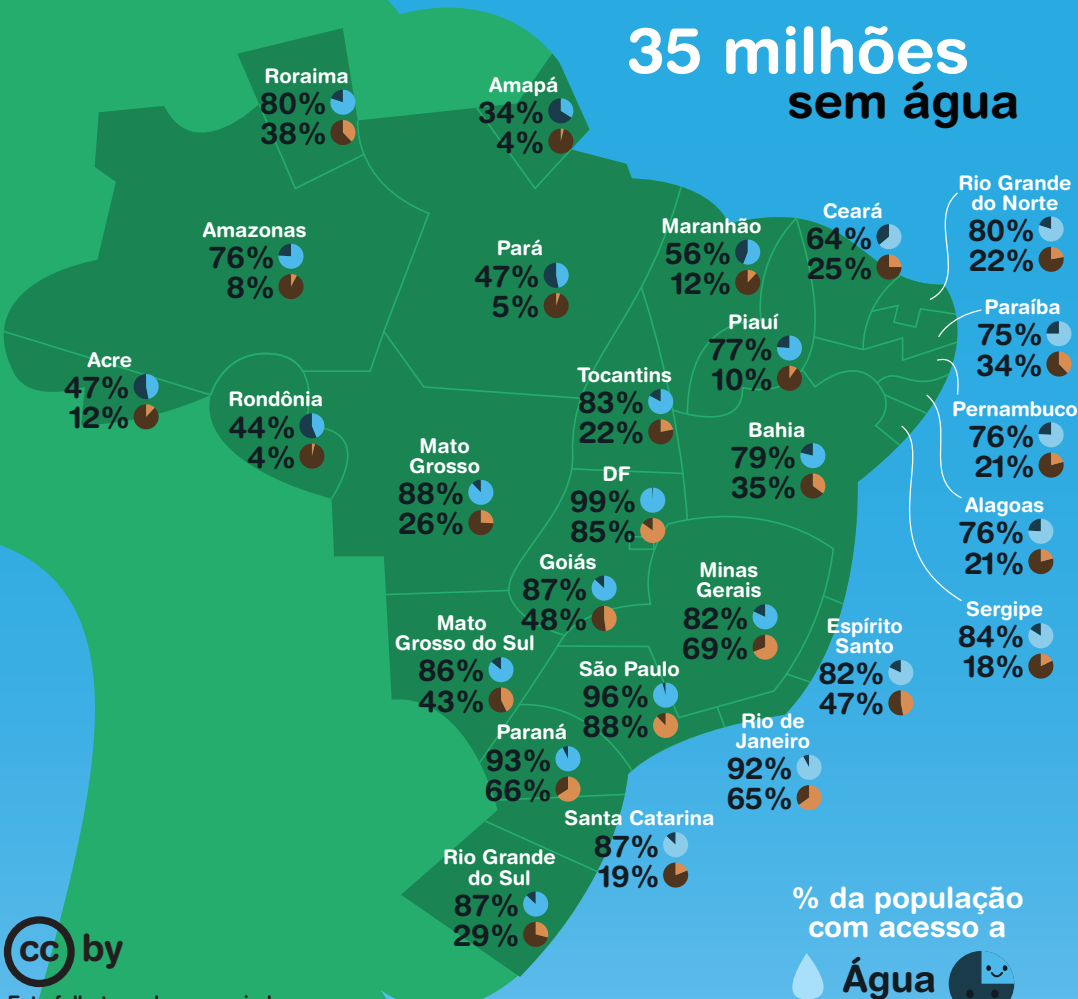 35 milhões
sem água
Roraima
80%
38%
Amapá
34%
4%
Rio Grande
do Norte
80%
22%
Ceará
64%
25%
Maranhão
56%
12%
Amazonas
76%
8%
Pará
47%
5%
Paraíba
75%
34%
Piauí
77%
10%
Acre
47%
12%
Rondônia
44%
4%
Tocantins
83%
22%
Pernambuco
76%
21%
Bahia
79%
35%
Mato
Grosso
88%
26%
DF
99%
85%
Alagoas
76%
21%
Goiás
87%
48%
Minas
Gerais
82%
69%
Sergipe
84%
18%
Espírito
Santo
82%
47%
Mato
Grosso do Sul
86%
43%
São Paulo
96%
88%
Rio de
Janeiro
92%
65%
Paraná
93%
66%
Santa Catarina
87%
19%
Rio Grande
do Sul
87%
29%
% da população
com acesso a
Água
cc by